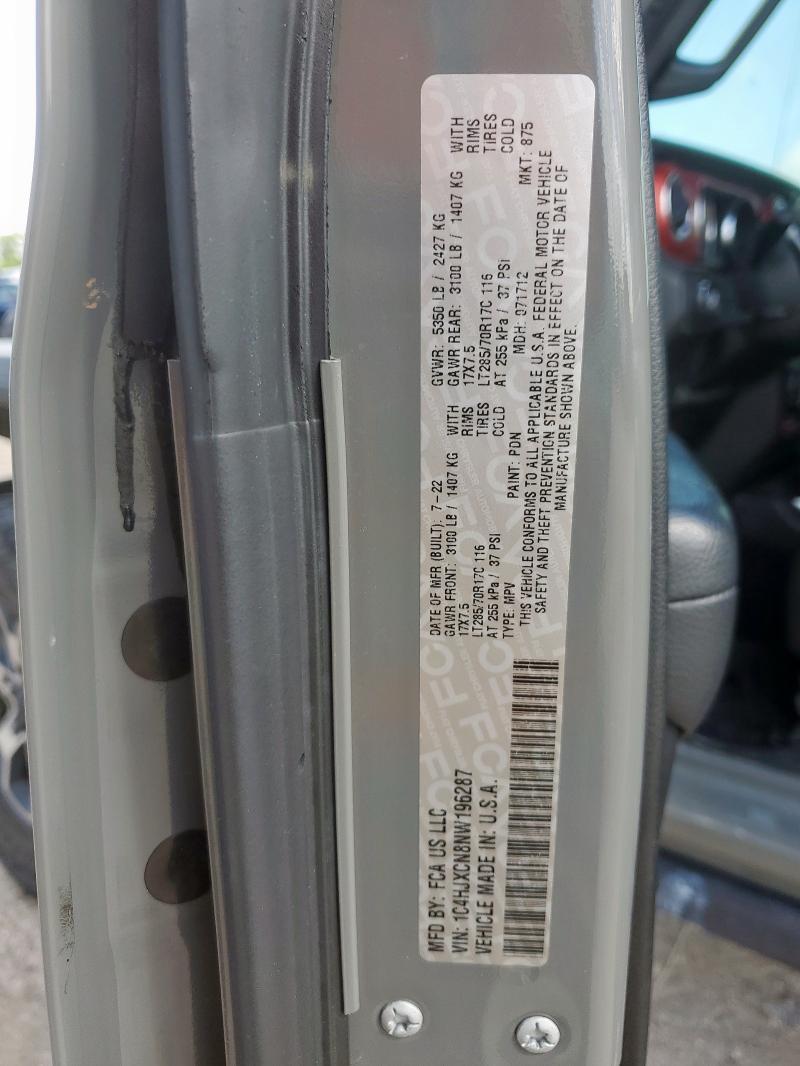 MFD BY: FCA US LLC
VIN: 1C4HJXCN8NW196287
VEHICLE MADE IN: U.S.A.
DATE OF MFR (BUILT): 7-22 GVWR: 5350 LB / 2427 KG
GAWR FRONT: 3100 LB / 1407 KG WITH GAWR REAR: 3100 LB / 1407 KG WITH
17X7.5 RIMS 17X7.5 RIMS
LT285/70R17C 116 TIRES LT285/70R17C 116 TIRES
AT 255 kPa / 37 PSI COLD AT 255 kPa / 37 PSI COLD
TYPE: MPV PAINT: PDN MDH: 071712 MKT: 875
THIS VEHICLE CONFORMS TO ALL APPLICABLE U.S.A. FEDERAL MOTOR VEHICLE
SAFETY AND THEFT PREVENTION STANDARDS IN EFFECT ON THE DATE OF
MANUFACTURE SHOWN ABOVE.